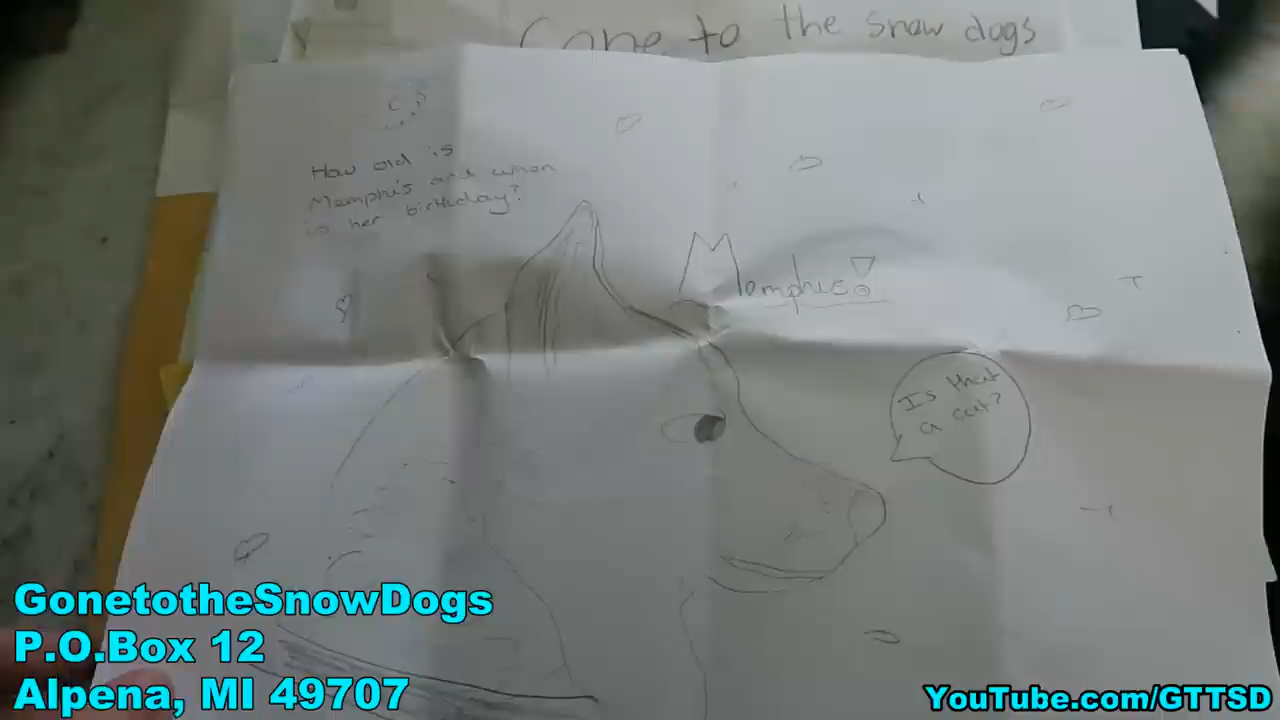 Gone to the snow dogs
How old is
Memphis and when
is her birthday?
Memphis!
Is that
a cat?
GonetotheSnowDogs
P.O.Box 12
Alpena, MI 49707
YouTube.com/GTTSD